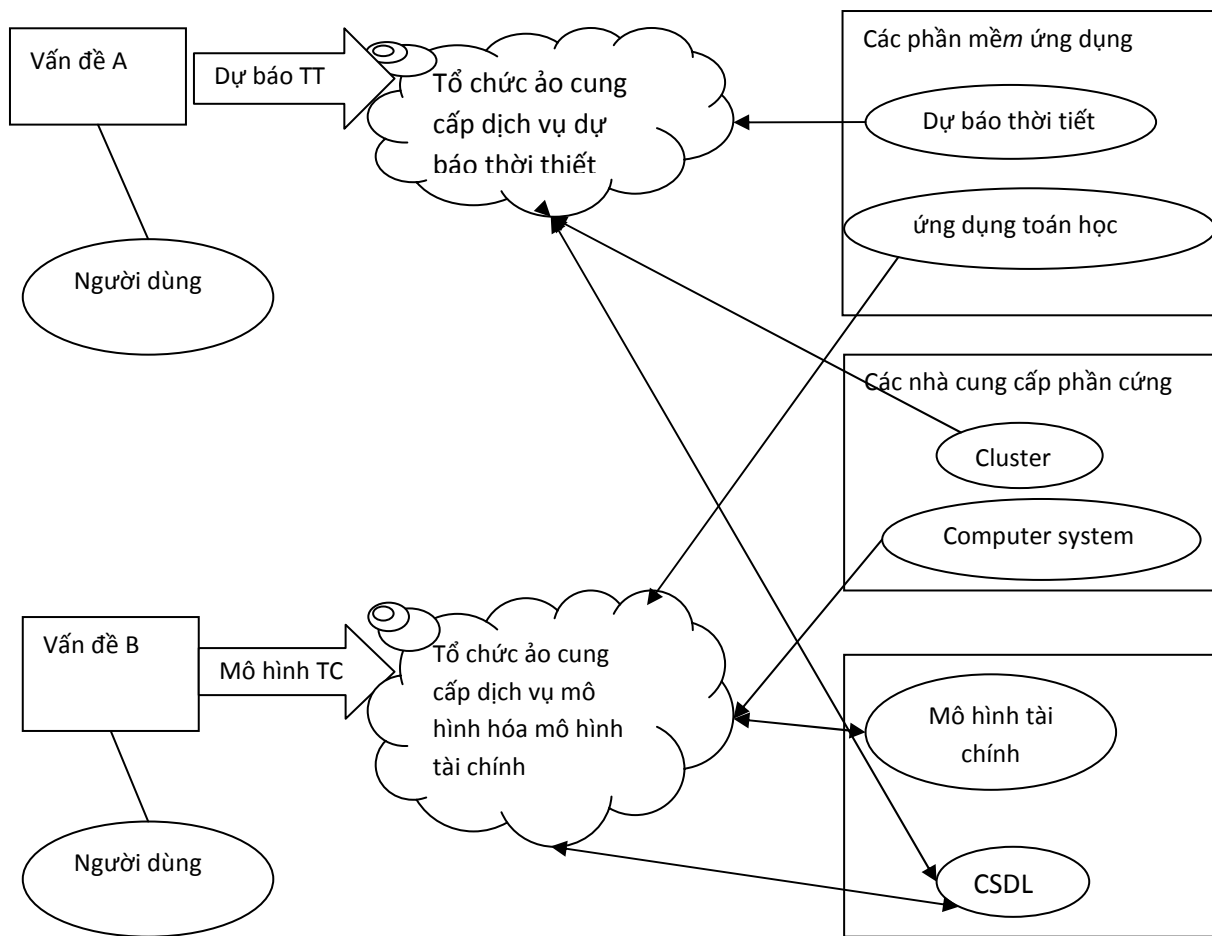 Vấn đề A
Dự báo TT
Tổ chức ảo cung
cấp dịch vụ dự
báo thời thiết
Người dùng
Các phần mềm ứng dụng
Dự báo thời tiết
ứng dụng toán học
Các nhà cung cấp phần cứng
Cluster
Computer system
Vấn đề B
Mô hình TC
Tổ chức ảo cung
cấp dịch vụ mô
hình hóa mô hình
tài chính
Người dùng
Mô hình tài
chính
CSDL